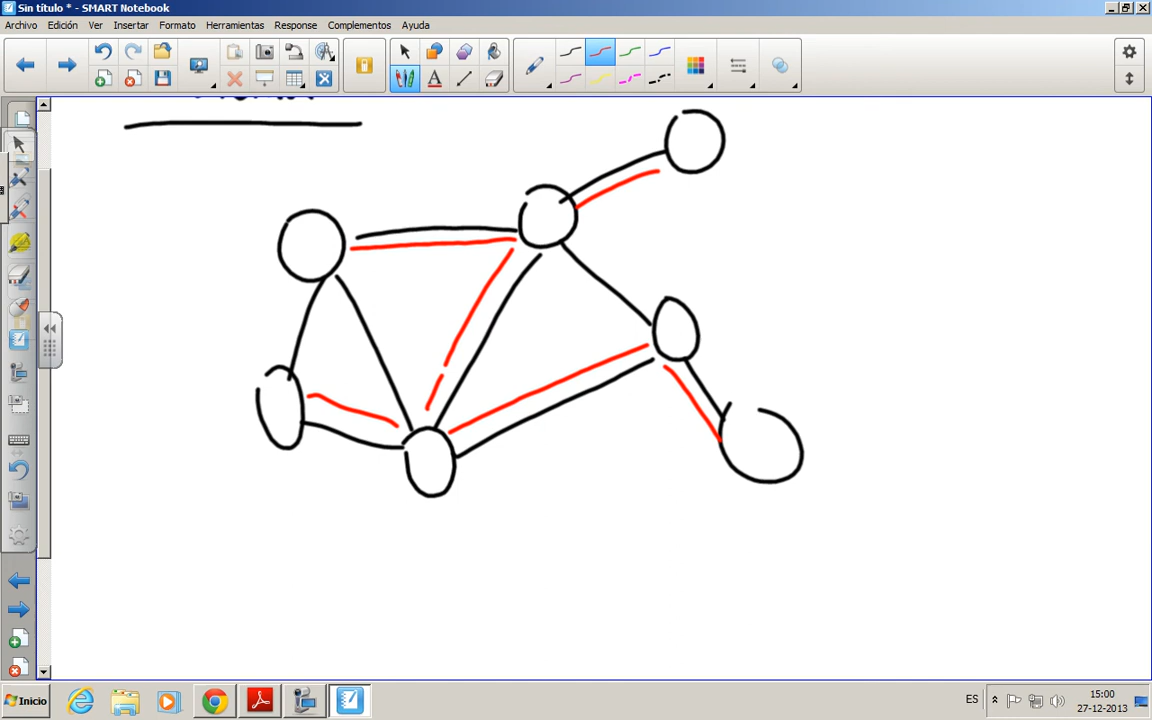 Sin título * - SMART Notebook
Archivo Edición Ver Insertar Formato Herramientas Response Complementos Ayuda
A
Inicio
ES
15:00
27-12-2013